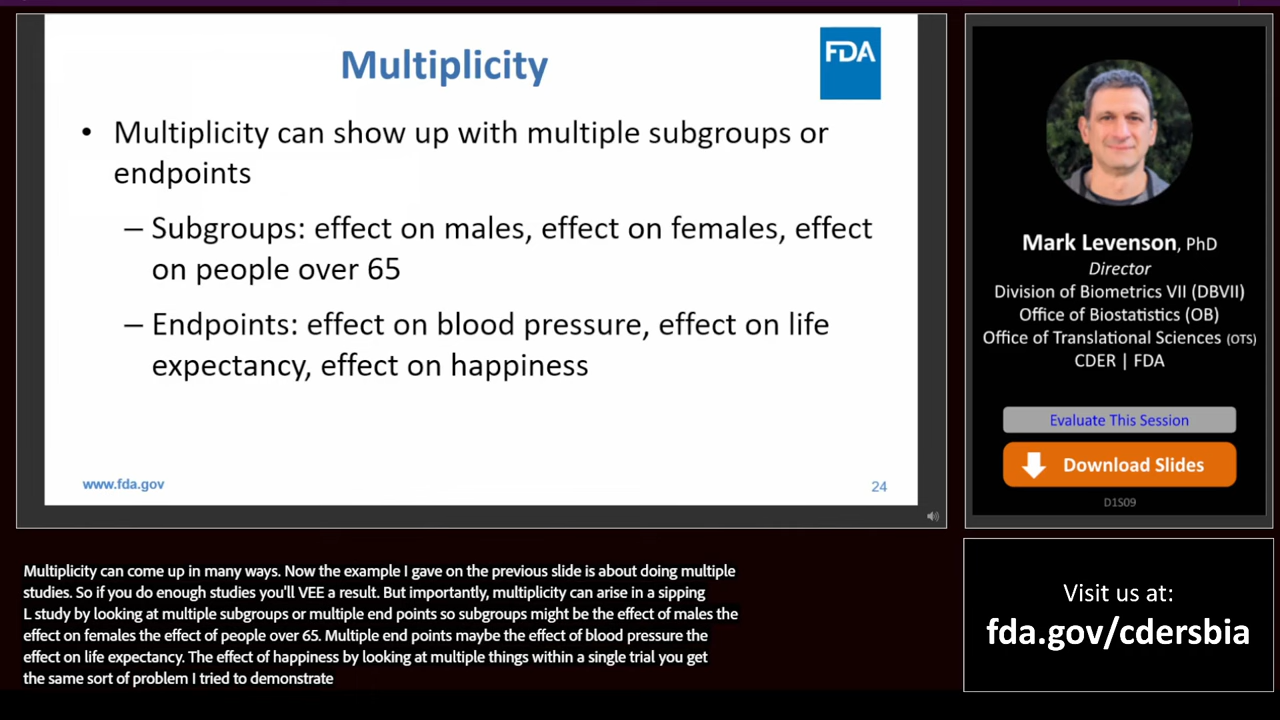 Multiplicity
FDA
• Multiplicity can show up with multiple subgroups or
endpoints
– Subgroups: effect on males, effect on females, effect
on people over 65
– Endpoints: effect on blood pressure, effect on life
expectancy, effect on happiness
www.fda.gov
24
Mark Levenson, PhD
Director
Division of Biometrics VII (DBVII)
Office of Biostatistics (OB)
Office of Translational Sciences (OTS)
CDER | FDA
Evaluate This Session
Download Slides
D1S09
Multiplicity can come up in many ways. Now the example I gave on the previous slide is about doing multiple
studies. So if you do enough studies you'll VEE a result. But importantly, multiplicity can arise in a sipping
L study by looking at multiple subgroups or multiple end points so subgroups might be the effect of males the
effect on females the effect of people over 65. Multiple end points maybe the effect of blood pressure the
effect on life expectancy. The effect of happiness by looking at multiple things within a single trial you get
the same sort of problem I tried to demonstrate
Visit us at:
fda.gov/cdersbia